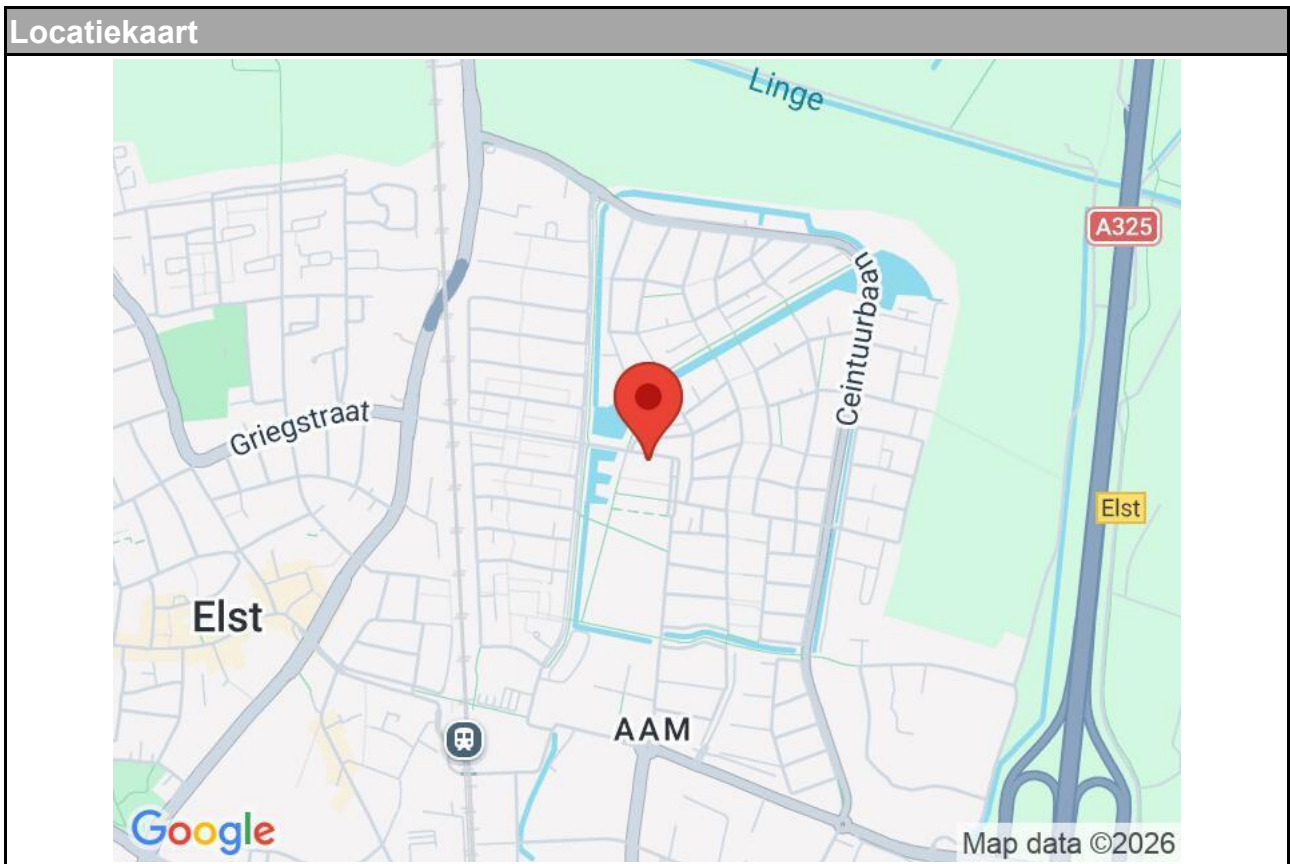 Locatiekaart
Linge
A325
Ceintuurbaan
Griegstraat
Elst
Elst
AAM
Google
Map data ©2026